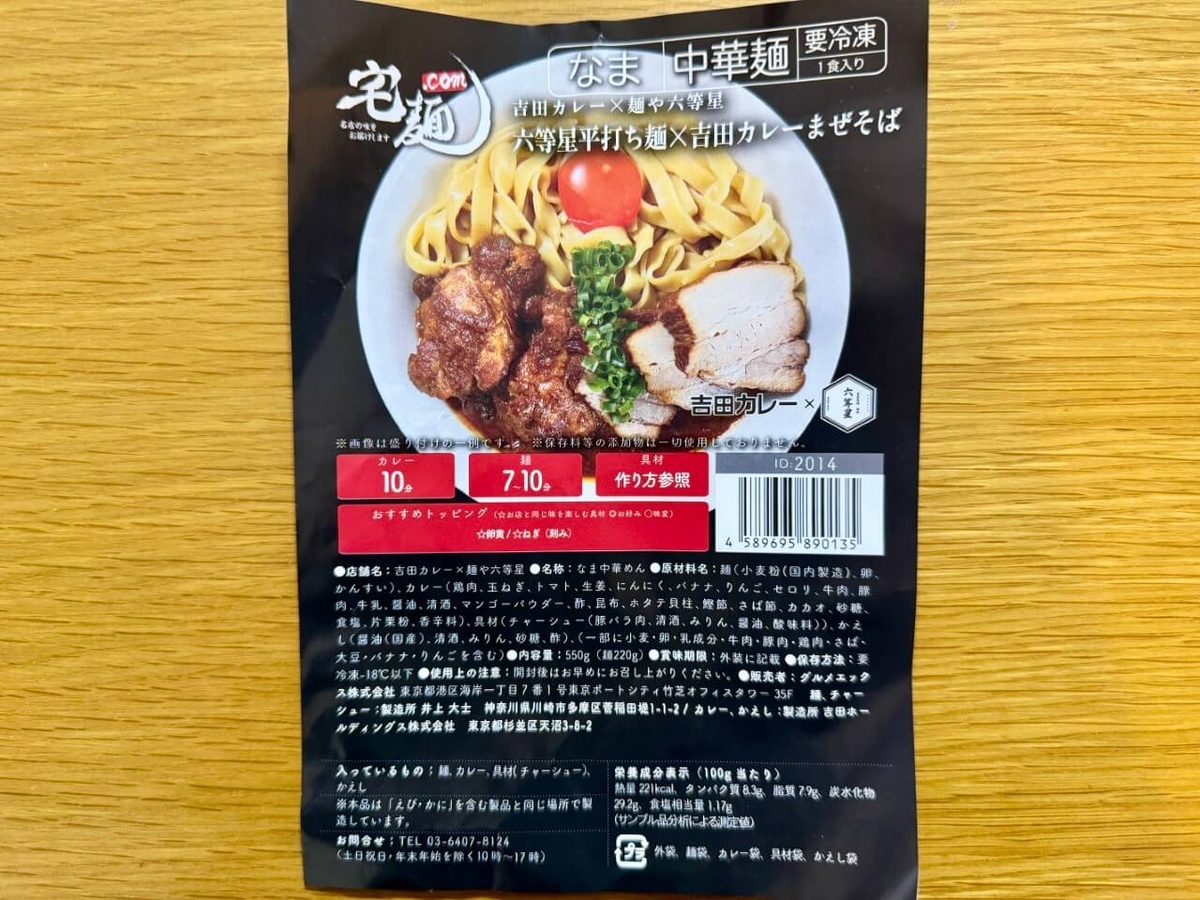 宅麺.com
名店の味を
お届けします
なま 中華麺 要冷凍
1食入り
吉田カレー×麺や六等星
六等星平打ち麺×吉田カレーまぜそば
吉田カレー× 六等星
※画像は盛り付けの一例です。 ※保存料等の添加物は一切使用しておりません。
カレー
10分
麺
7~10分
具材
作り方参照
おすすめトッピング(☆お店と同じ味を楽しむ具材 ◎お好み ○味変)
☆卵黄/☆ねぎ(刻み)
ID:2014
4 589695 890135
●店舗名:吉田カレー×麺や六等星 ●名称:なま中華めん ●原材料名:麺(小麦粉(国内製造)、卵、
かんすい)、カレー(鶏肉、玉ねぎ、トマト、生姜、にんにく、バナナ、りんご、セロリ、牛肉、豚
肉、牛乳、醤油、清酒、マンゴーパウダー、酢、昆布、ホタテ貝柱、鰹節、さば節、カカオ、砂糖、
食塩、片栗粉、香辛料)、具材(チャーシュー(豚バラ肉、清酒、みりん、醤油、酸味料))、かえ
し(醤油(国産)、清酒、みりん、砂糖、酢)、(一部に小麦・卵・乳成分・牛肉・豚肉・鶏肉・さば・
大豆・バナナ・りんごを含む)●内容量:550g(麺220g)●賞味期限:外装に記載 ●保存方法:要
冷凍-18℃以下 ●使用上の注意:開封後はお早めにお召し上がりください。●販売者:グルメエック
ス株式会社 東京都港区海岸一丁目7番1号東京ポートシティ竹芝オフィスタワー35F 麺、チャー
シュー:製造所 井上 大士 神奈川県川崎市多摩区菅稲田堤1-1-2/カレー、かえし:製造所 吉田ホー
ルディングス株式会社 東京都杉並区天沼3-8-2
入っているもの:麺、カレー、具材(チャーシュー)、
かえし
※本品は「えび・かに」を含む製品と同じ場所で製
造しています。
お問合せ:TEL 03-6407-8124
(土日祝日・年末年始を除く10時~17時)
栄養成分表示(100g当たり)
熱量221kcal、タンパク質8.3g、脂質7.9g、炭水化物
29.2g、食塩相当量1.17g
(サンプル品分析による測定値)
プラ 外袋、麺袋、カレー袋、具材袋、かえし袋